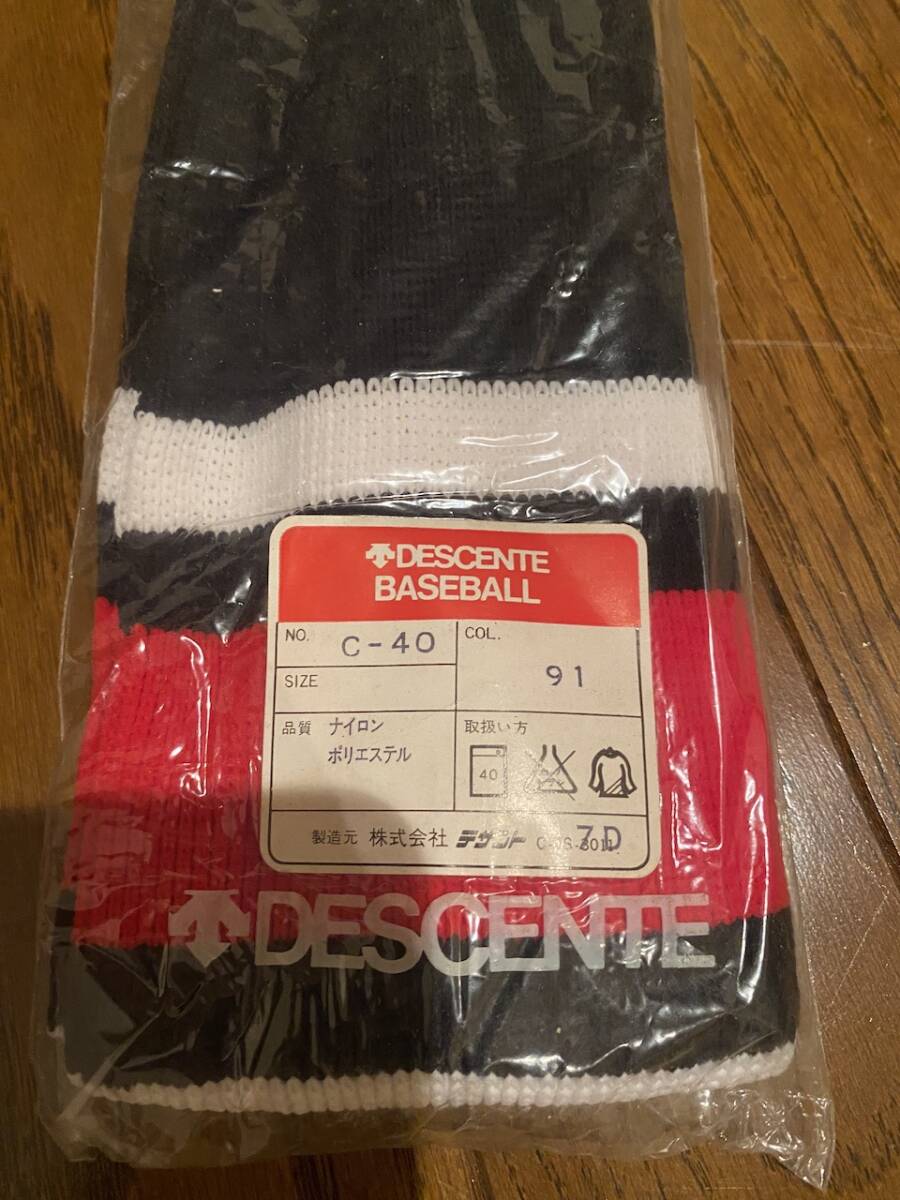 DESCENTE
BASEBALL
NO. C-40
COL. 91
SIZE
品質 ナイロン
ポリエステル
取扱い方
40
製造元 株式会社 デサント 7D
DESCENTE